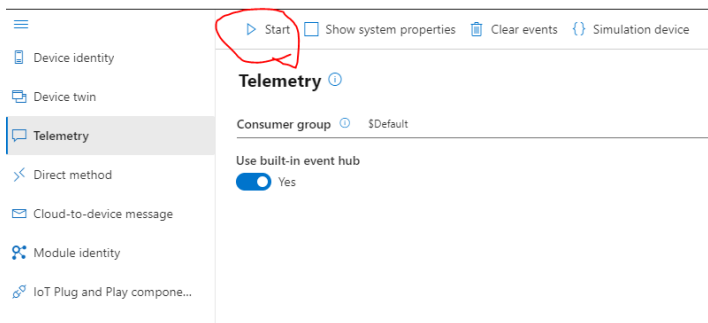 Start Show system properties Clear events {} Simulation device
Device identity
Device twin
Telemetry
Direct method
Cloud-to-device message
Module identity
IoT Plug and Play compone...
Telemetry
Consumer group $Default
Use built-in event hub
Yes